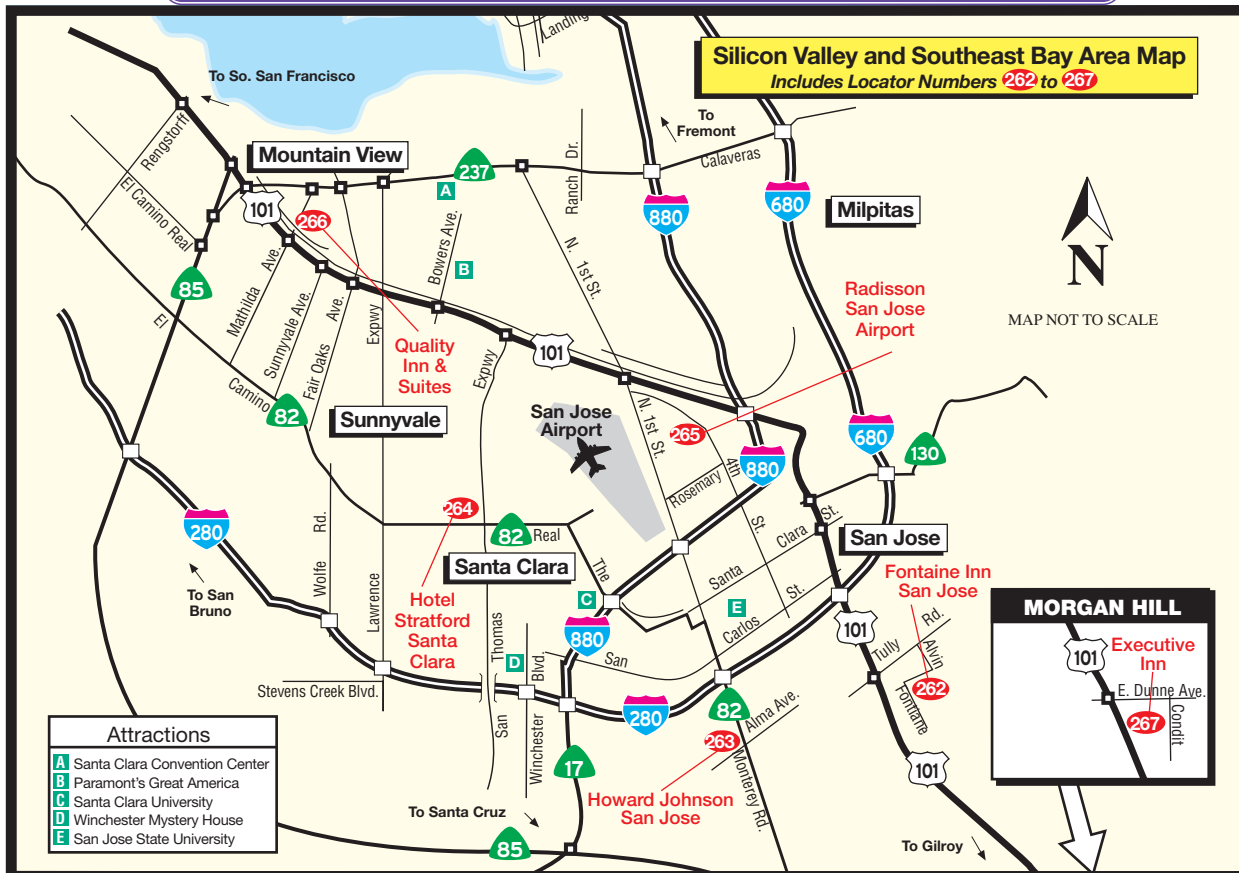 Landing
Silicon Valley and Southeast Bay Area Map
Includes Locator Numbers 262 to 267
To So. San Francisco
To
Fremont
Rengstorff
Mountain View
237
Ranch Dr.
Calaveras
A
El Camino Real
101
266
880
680
Milpitas
Bowers Ave.
B
N. 1st St.
N
MAP NOT TO SCALE
85
El
Camino
82
Mathilda Ave.
Sunnyvale Ave.
Fair Oaks Ave.
Expwy
Quality
Inn &
Suites
Expwy
101
Radisson
San Jose
Airport
Sunnyvale
San Jose
Airport
N. 1st St.
265
4th
St.
Rosemary
880
680
130
280
Wolfe Rd.
Lawrence
264
82
Real
The
Santa Clara
Santa Clara St.
San Jose
To San
Bruno
Hotel
Stratford
Santa
Clara
C
E
880
San Carlos St.
Fontaine Inn
San Jose
101
Tully Rd.
Alvin
262
Fontiane
San Thomas
D
Winchester Blvd.
Stevens Creek Blvd.
280
82
263
Alma Ave.
Monterey Rd.
17
Howard Johnson
San Jose
101
To Santa Cruz
85
To Gilroy
MORGAN HILL
101
Executive
Inn
E. Dunne Ave.
267
Condit
Attractions
A Santa Clara Convention Center
B Paramont's Great America
C Santa Clara University
D Winchester Mystery House
E San Jose State University